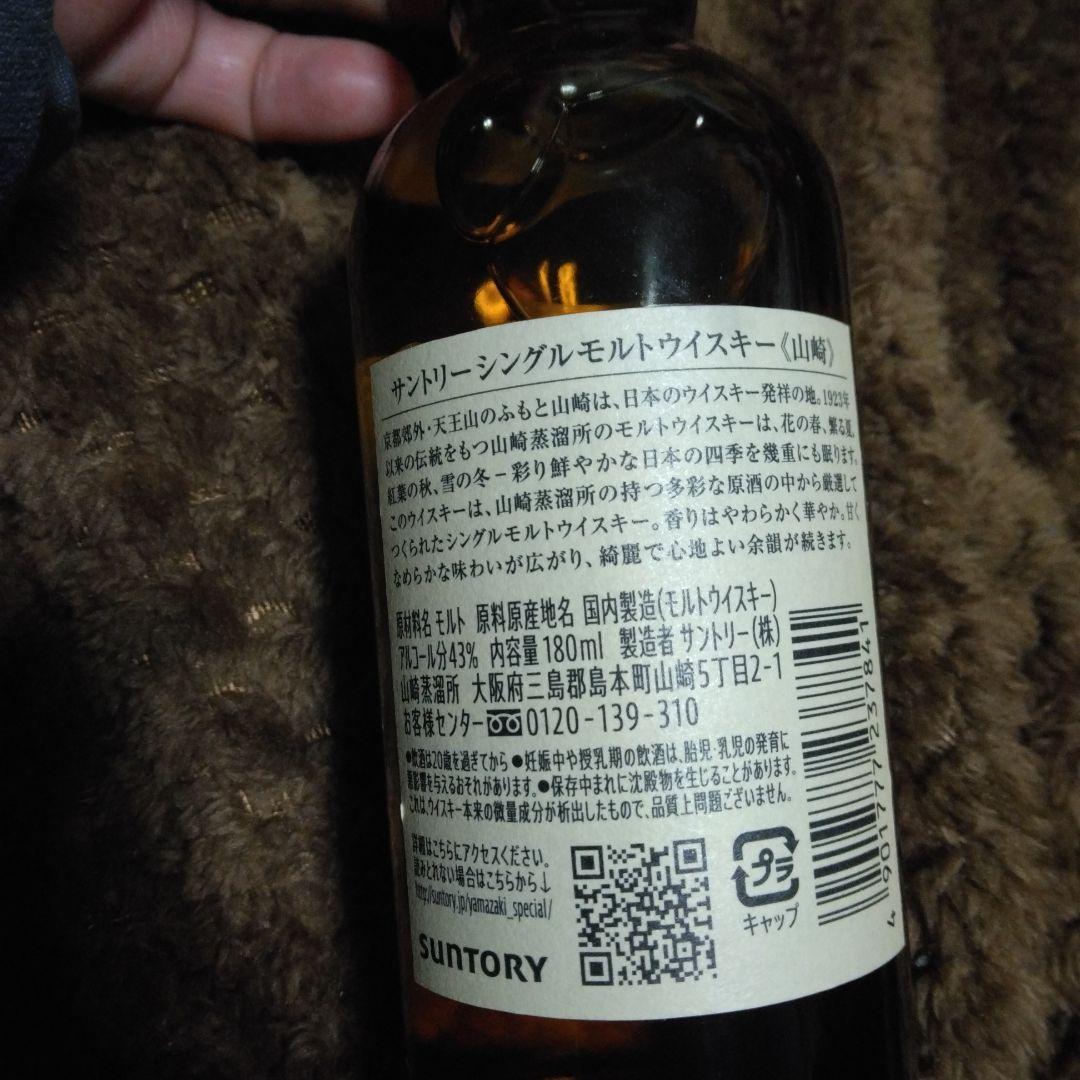 サントリーシングルモルトウイスキー《山崎》
京都郊外・天王山のふもと山崎は、日本のウイスキー発祥の地。1923年
以来の伝統をもつ山崎蒸溜所のモルトウイスキーは、花の春、繁る夏、
紅葉の秋、雪の冬−彩り鮮やかな日本の四季を幾重にも眠ります。
このウイスキーは、山崎蒸溜所の持つ多彩な原酒の中から厳選して
つくられたシングルモルトウイスキー。香りはやわらかく華やか。甘く
なめらかな味わいが広がり、綺麗で心地よい余韻が続きます。
原材料名 モルト 原料原産地名 国内製造(モルトウイスキー)
アルコール分43% 内容量180ml 製造者 サントリー(株)
山崎蒸溜所 大阪府三島郡島本町山崎5丁目2-1
お客様センター 0120-139-310
●飲酒は20歳を過ぎてから ●妊娠中や授乳期の飲酒は、胎児・乳児の発育に
悪影響を与えるおそれがあります。●保存中まれに沈殿物を生じることがあります。
これは、ウイスキー本来の微量成分が析出したもので、品質上問題ございません。
詳細はこちらにアクセスください。
読みとれない場合はこちらから↓
http://suntory.jp/yamazaki_special/
SUNTORY
プラ
キャップ
4 901777 237841